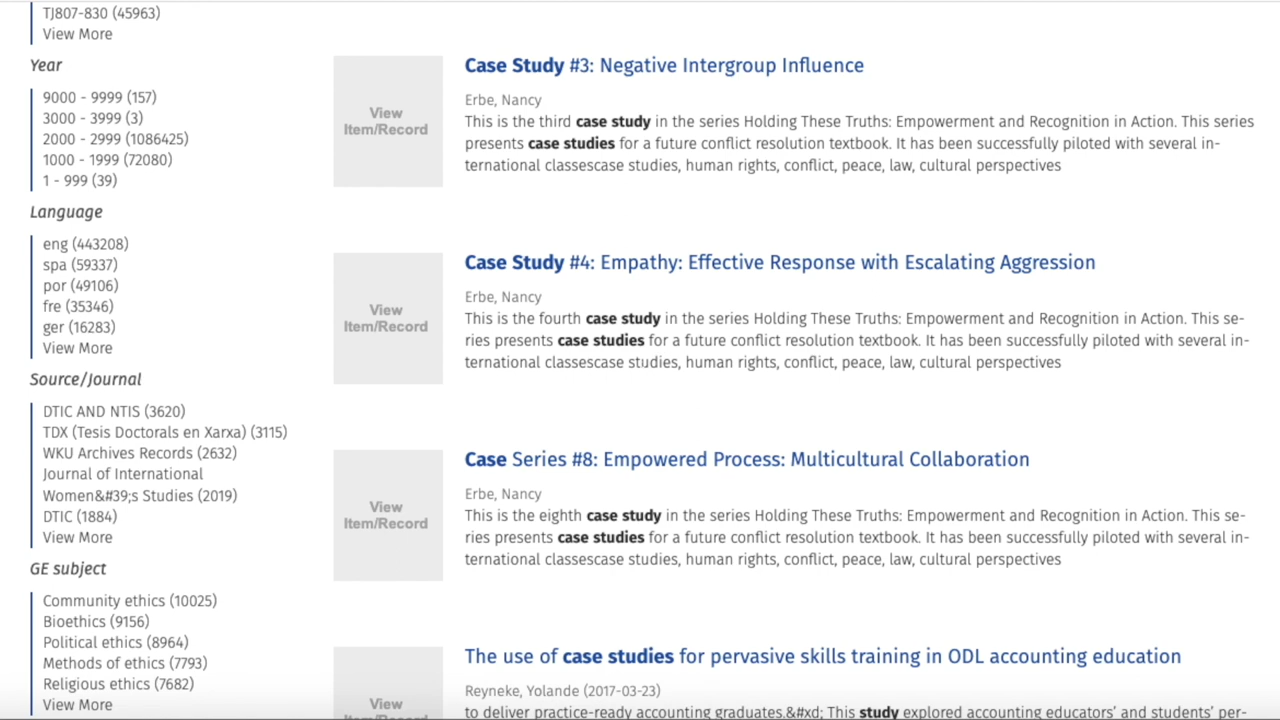 TJ807-830 (45963)
View More
Year
9000 - 9999 (157)
3000 - 3999 (3)
2000 - 2999 (1086425)
1000 - 1999 (72080)
1 - 999 (39)
Language
eng (443208)
spa (59337)
por (49106)
fre (35346)
ger (16283)
View More
Source/Journal
DTIC AND NTIS (3620)
TDX (Tesis Doctorals en Xarxa) (3115)
WKU Archives Records (2632)
Journal of International
Women&#39;s Studies (2019)
DTIC (1884)
View More
GE subject
Community ethics (10025)
Bioethics (9156)
Political ethics (8964)
Methods of ethics (7793)
Religious ethics (7682)
View More
View
Item/Record
Case Study #3: Negative Intergroup Influence
Erbe, Nancy
This is the third case study in the series Holding These Truths: Empowerment and Recognition in Action. This series
presents case studies for a future conflict resolution textbook. It has been successfully piloted with several in-
ternational classescase studies, human rights, conflict, peace, law, cultural perspectives
View
Item/Record
Case Study #4: Empathy: Effective Response with Escalating Aggression
Erbe, Nancy
This is the fourth case study in the series Holding These Truths: Empowerment and Recognition in Action. This se-
ries presents case studies for a future conflict resolution textbook. It has been successfully piloted with several in-
ternational classescase studies, human rights, conflict, peace, law, cultural perspectives
View
Item/Record
Case Series #8: Empowered Process: Multicultural Collaboration
Erbe, Nancy
This is the eighth case study in the series Holding These Truths: Empowerment and Recognition in Action. This se-
ries presents case studies for a future conflict resolution textbook. It has been successfully piloted with several in-
ternational classescase studies, human rights, conflict, peace, law, cultural perspectives
View
Item/Record
The use of case studies for pervasive skills training in ODL accounting education
Reyneke, Yolande (2017-03-23)
to deliver practice-ready accounting graduates.&#xd; This study explored accounting educators' and students' per-